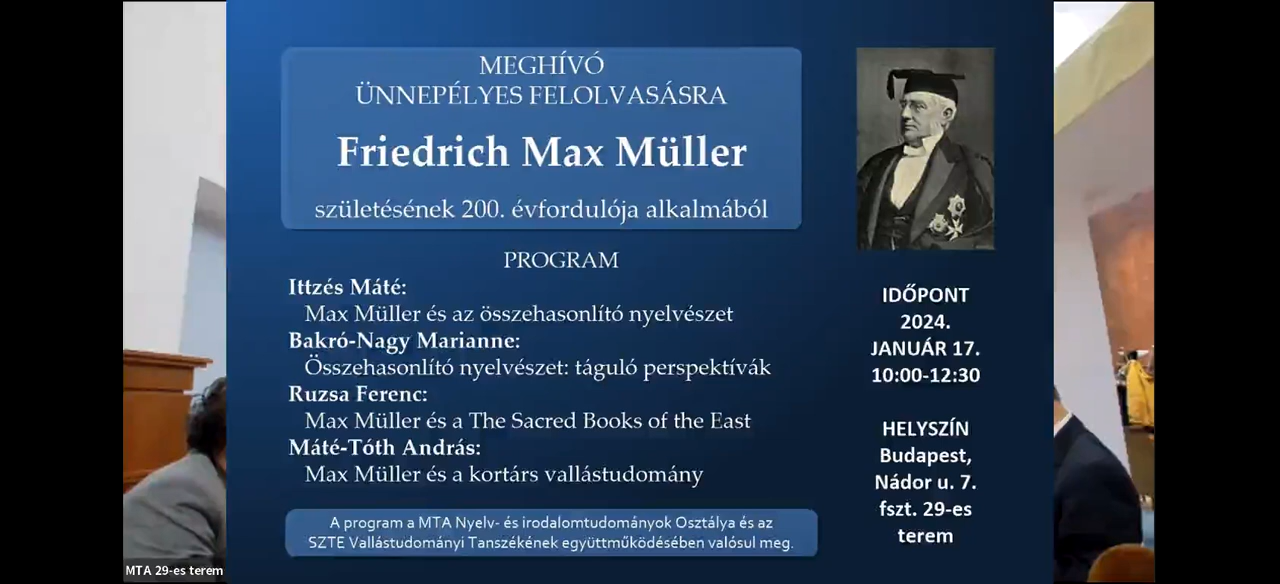 MEGHÍVÓ
ÜNNEPÉLYES FELOLVASÁSRA
Friedrich Max Müller
születésének 200. évfordulója alkalmából
PROGRAM
Ittzés Máté:
Max Müller és az összehasonlító nyelvészet
Bakró-Nagy Marianne:
Összehasonlító nyelvészet: táguló perspektívák
Ruzsa Ferenc:
Max Müller és a The Sacred Books of the East
Máté-Tóth András:
Max Müller és a kortárs vallástudomány
A program a MTA Nyelv- és irodalomtudományok Osztálya és az
SZTE Vallástudományi Tanszékének együttműködésében valósul meg.
IDŐPONT
2024.
JANUÁR 17.
10:00-12:30
HELYSZÍN
Budapest,
Nádor u. 7.
fszt. 29-es
terem
MTA 29-es terem